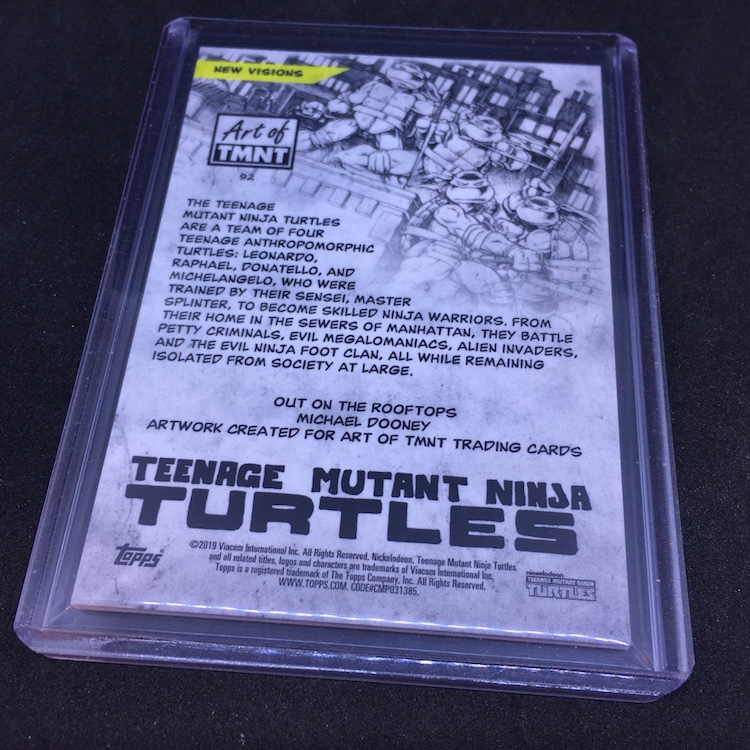 NEW VISIONS
Art of
TMNT
92
THE TEENAGE
MUTANT NINJA TURTLES
ARE A TEAM OF FOUR
TEENAGE ANTHROPOMORPHIC
TURTLES: LEONARDO,
RAPHAEL, DONATELLO, AND
MICHELANGELO, WHO WERE
TRAINED BY THEIR SENSEI, MASTER
SPLINTER, TO BECOME SKILLED NINJA WARRIORS. FROM
THEIR HOME IN THE SEWERS OF MANHATTAN, THEY BATTLE
PETTY CRIMINALS, EVIL MEGALOMANIACS, ALIEN INVADERS,
AND THE EVIL NINJA FOOT CLAN, ALL WHILE REMAINING
ISOLATED FROM SOCIETY AT LARGE.
OUT ON THE ROOFTOPS
MICHAEL DOONEY
ARTWORK CREATED FOR ART OF TMNT TRADING CARDS
TEENAGE MUTANT NINJA
TURTLES
topps
©2019 Viacom International Inc. All Rights Reserved. Nickelodeon, Teenage Mutant Ninja Turtles
and all related titles, logos and characters are trademarks of Viacom International Inc.
Topps is a registered trademark of The Topps Company, Inc. All Rights Reserved.
WWW.TOPPS.COM. CODE#CMP031385.
nickelodeon
TEENAGE MUTANT NINJA
TURTLES